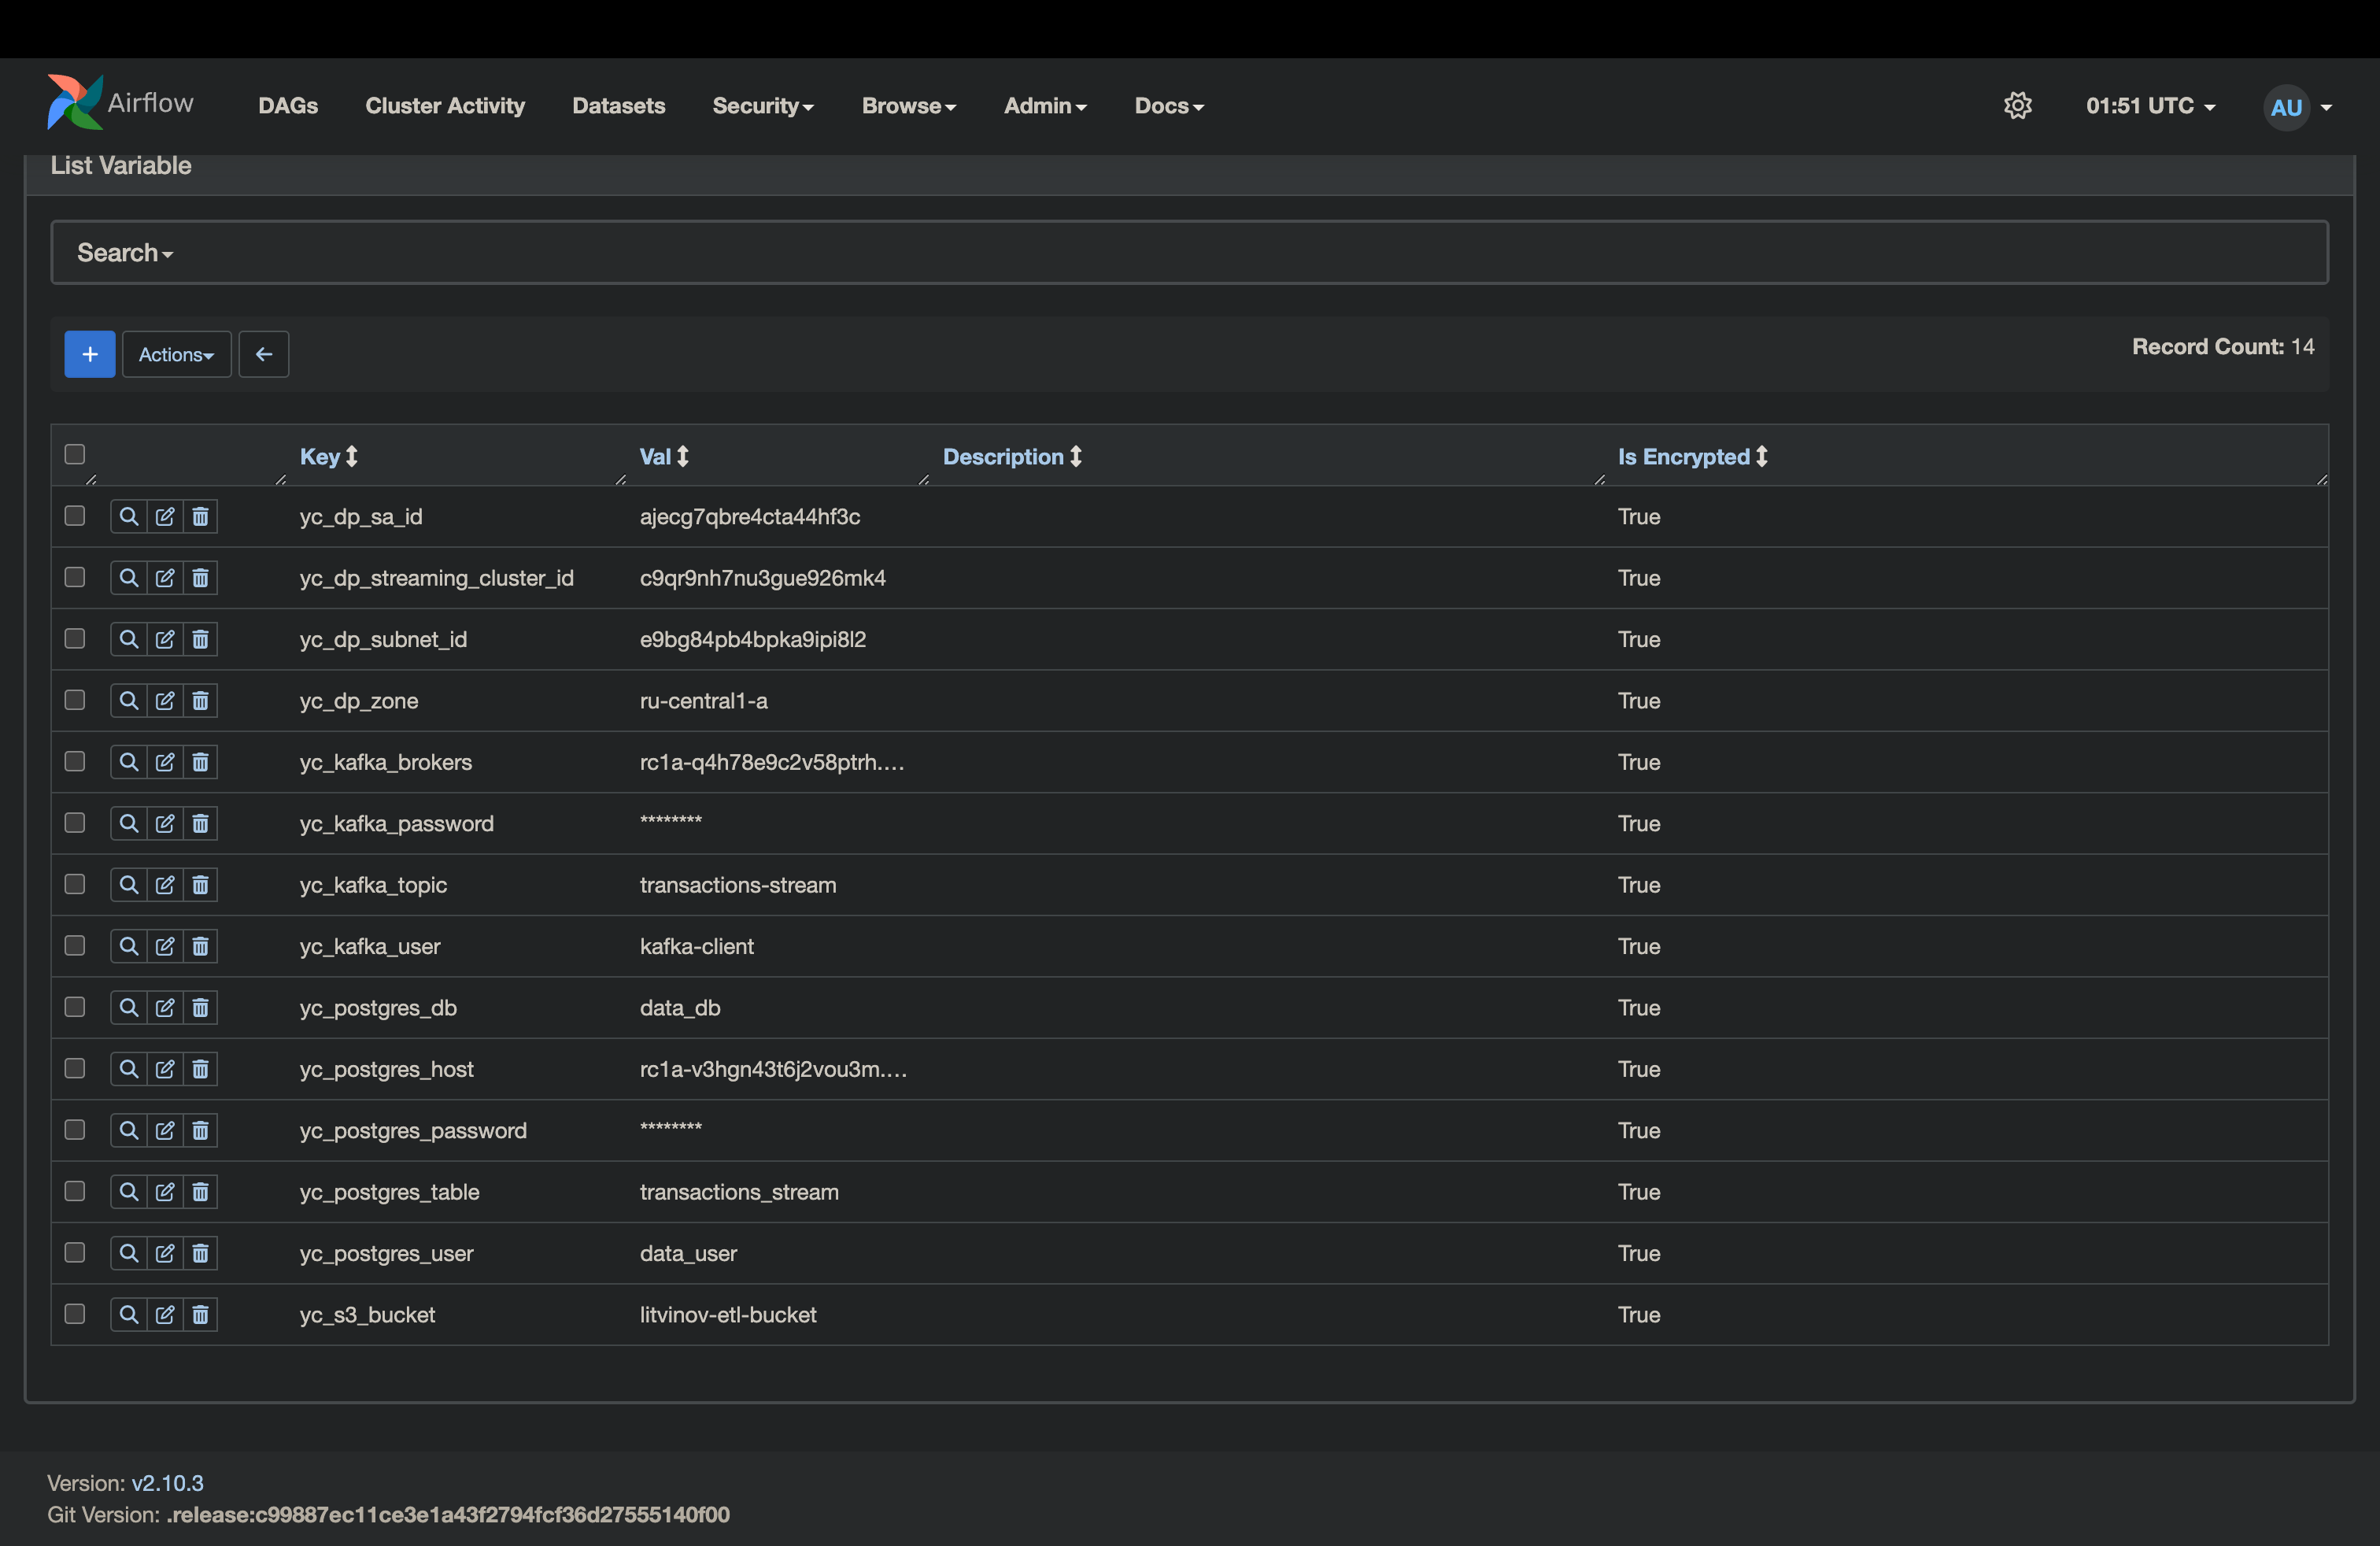 Airflow DAGs Cluster Activity Datasets Security Browse Admin Docs 01:51 UTC AU
List Variable
Search
+ Actions Record Count: 14
Key Val Description Is Encrypted
yc_dp_sa_id ajecg7qbre4cta44hf3c True
yc_dp_streaming_cluster_id c9qr9nh7nu3gue926mk4 True
yc_dp_subnet_id e9bg84pb4bpka9ipi8l2 True
yc_dp_zone ru-central1-a True
yc_kafka_brokers rc1a-q4h78e9c2v58ptrh.... True
yc_kafka_password ******** True
yc_kafka_topic transactions-stream True
yc_kafka_user kafka-client True
yc_postgres_db data_db True
yc_postgres_host rc1a-v3hgn43t6j2vou3m.... True
yc_postgres_password ******** True
yc_postgres_table transactions_stream True
yc_postgres_user data_user True
yc_s3_bucket litvinov-etl-bucket True
Version: v2.10.3
Git Version: .release:c99887ec11ce3e1a43f2794fcf36d27555140f00